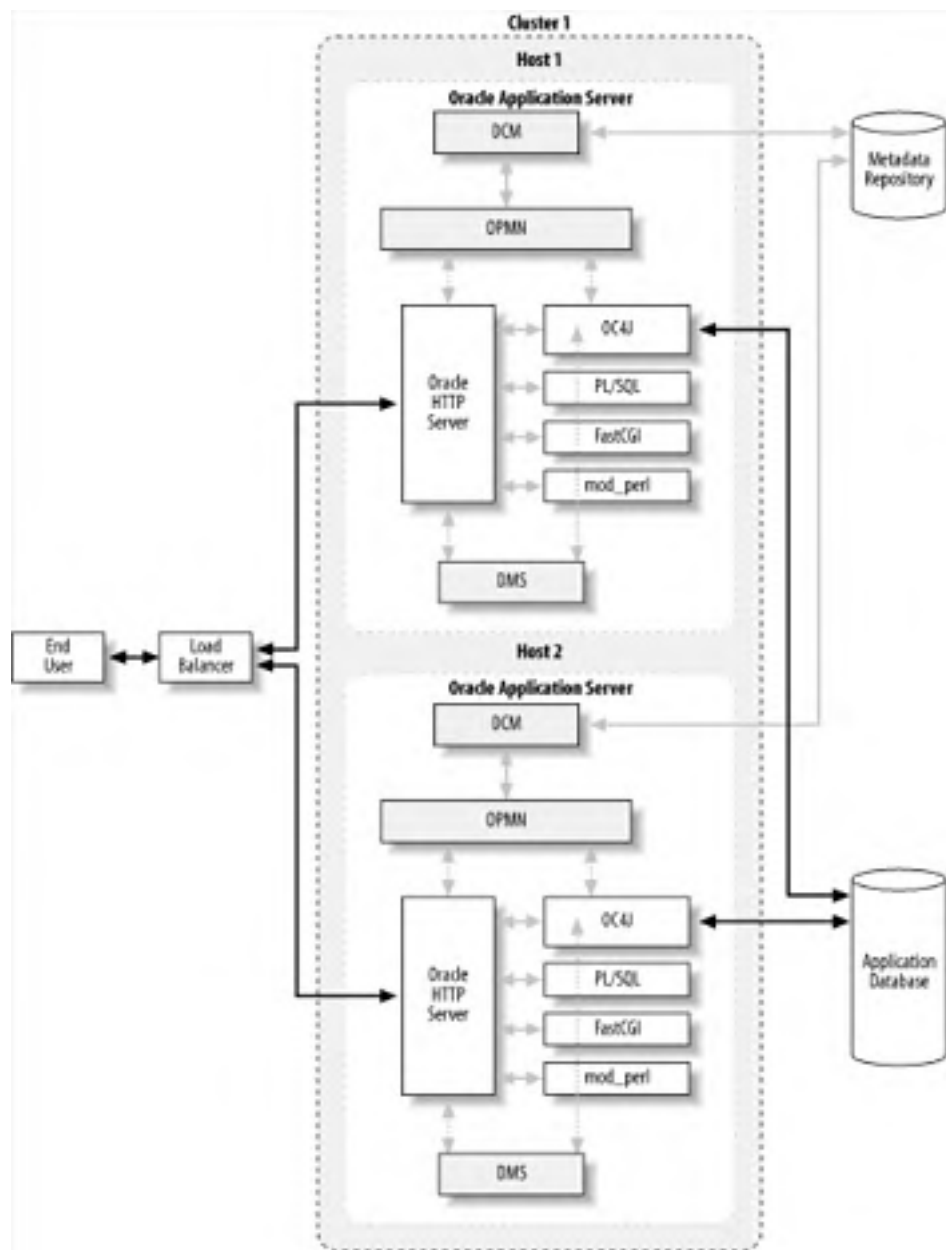 Cluster 1
Host 1
Oracle Application Server
DCM
Metadata
Repository
OPMN
OC4J
Oracle
HTTP
Server
PL/SQL
FastCGI
mod_perl
DMS
End
User
Load
Balancer
Host 2
Oracle Application Server
DCM
OPMN
OC4J
Oracle
HTTP
Server
PL/SQL
FastCGI
mod_perl
Application
Database
DMS